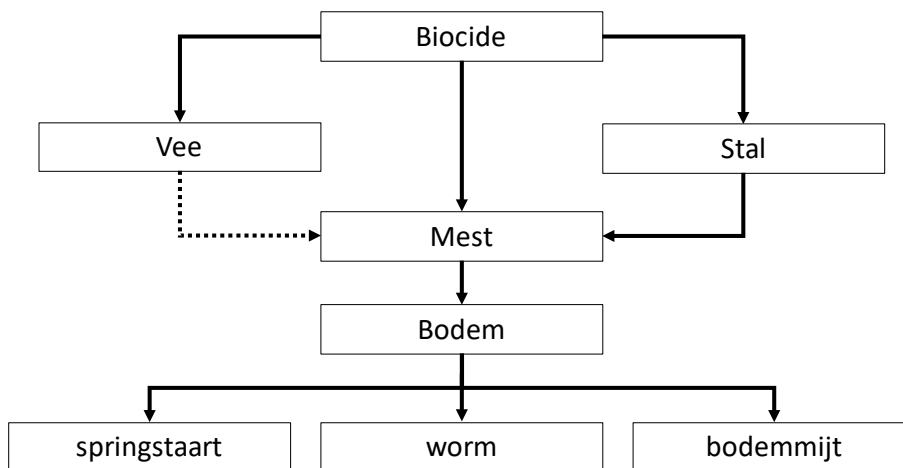 Biocide
Vee
Stal
Mest
Bodem
springstaart
worm
bodemmijt